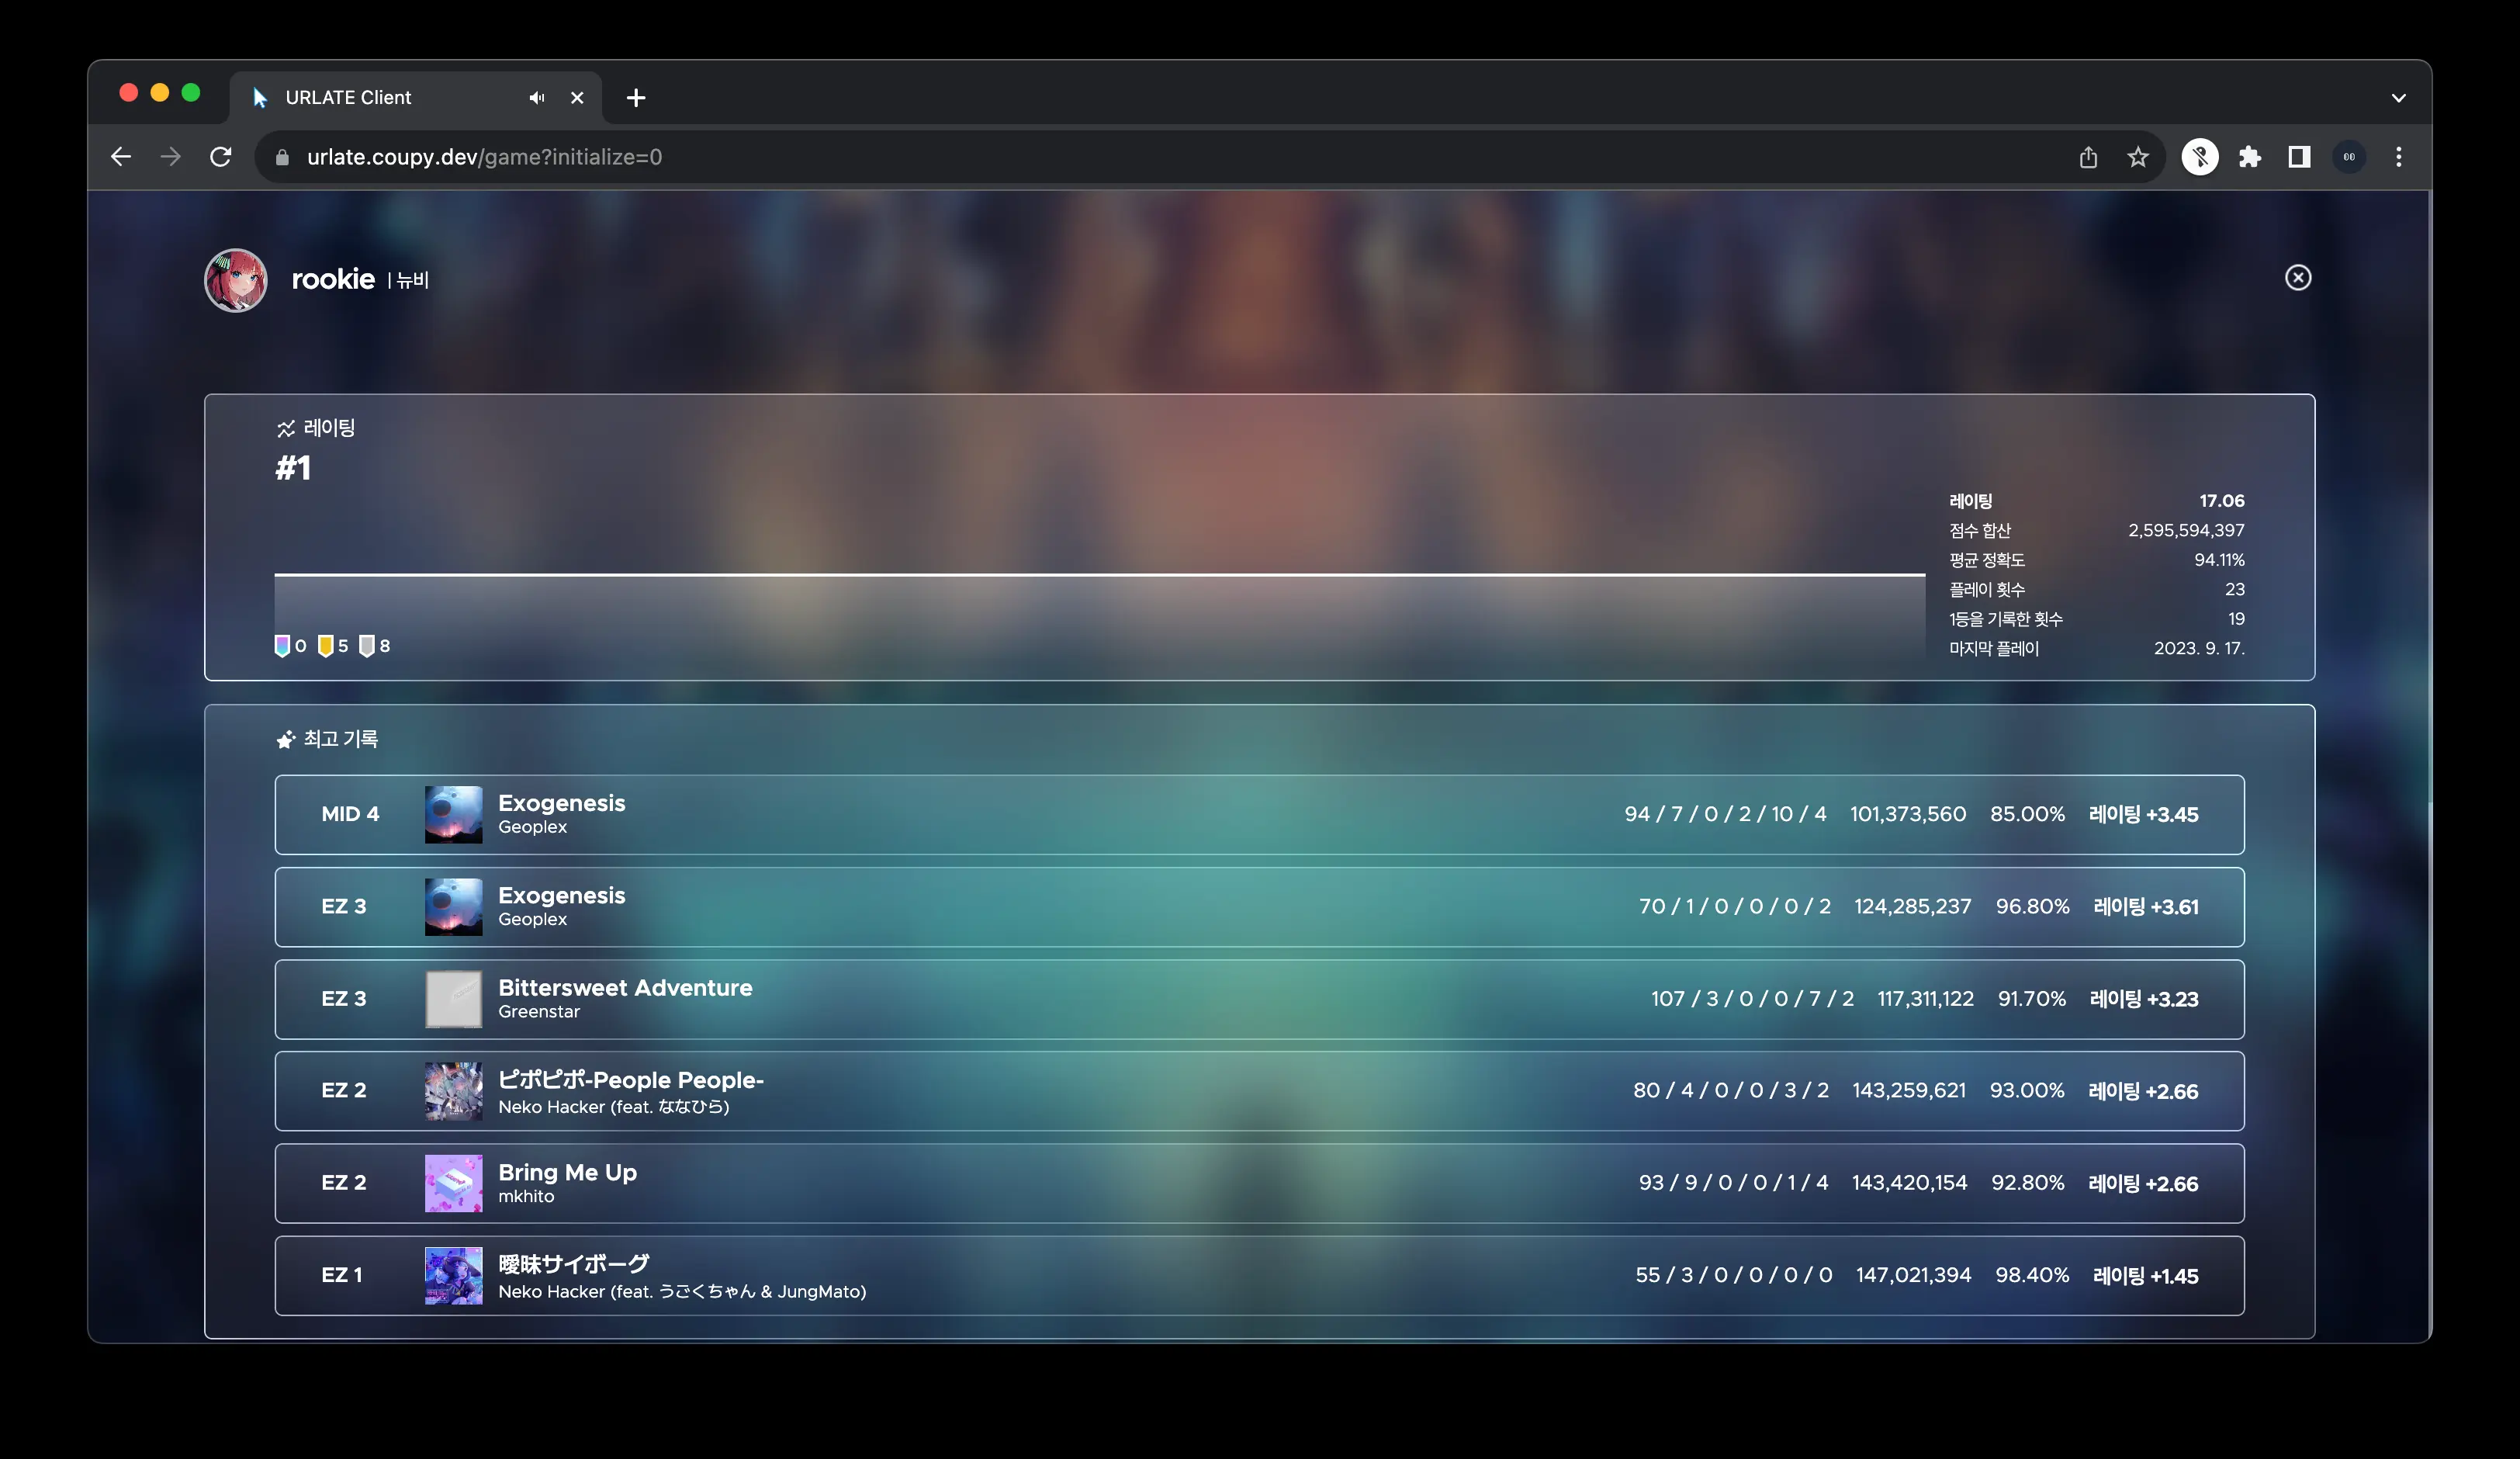 URLATE Client
urlate.coupy.dev/game?initialize=0
rookie | 뉴비
레이팅
#1
레이팅 17.06
점수 합산 2,595,594,397
평균 정확도 94.11%
플레이 횟수 23
1등을 기록한 횟수 19
마지막 플레이 2023. 9. 17.
0 5 8
최고 기록
MID 4 Exogenesis 94 / 7 / 0 / 2 / 10 / 4 101,373,560 85.00% 레이팅 +3.45
Geoplex
EZ 3 Exogenesis 70 / 1 / 0 / 0 / 0 / 2 124,285,237 96.80% 레이팅 +3.61
Geoplex
EZ 3 Bittersweet Adventure 107 / 3 / 0 / 0 / 7 / 2 117,311,122 91.70% 레이팅 +3.23
Greenstar
EZ 2 ピポピポ-People People- 80 / 4 / 0 / 0 / 3 / 2 143,259,621 93.00% 레이팅 +2.66
Neko Hacker (feat. ななひら)
EZ 2 Bring Me Up 93 / 9 / 0 / 0 / 1 / 4 143,420,154 92.80% 레이팅 +2.66
mkhito
EZ 1 曖昧サイボーグ 55 / 3 / 0 / 0 / 0 / 0 147,021,394 98.40% 레이팅 +1.45
Neko Hacker (feat. うごくちゃん & JungMato)